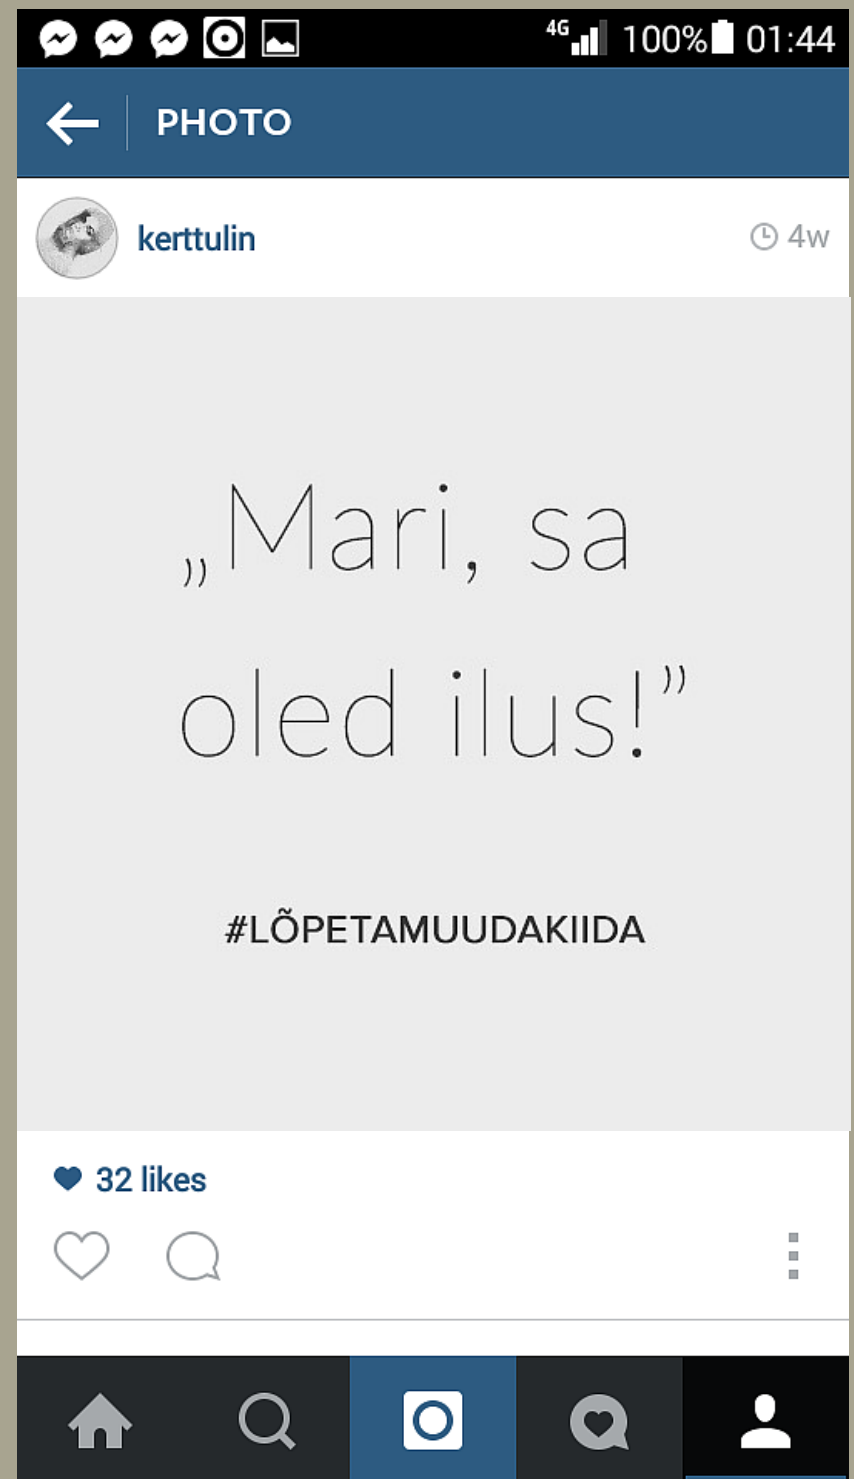 4G 100% 01:44
PHOTO
kerttulin 4w
„Mari, sa
oled ilus!”
#LÕPETAMUUDAKIIDA
32 likes